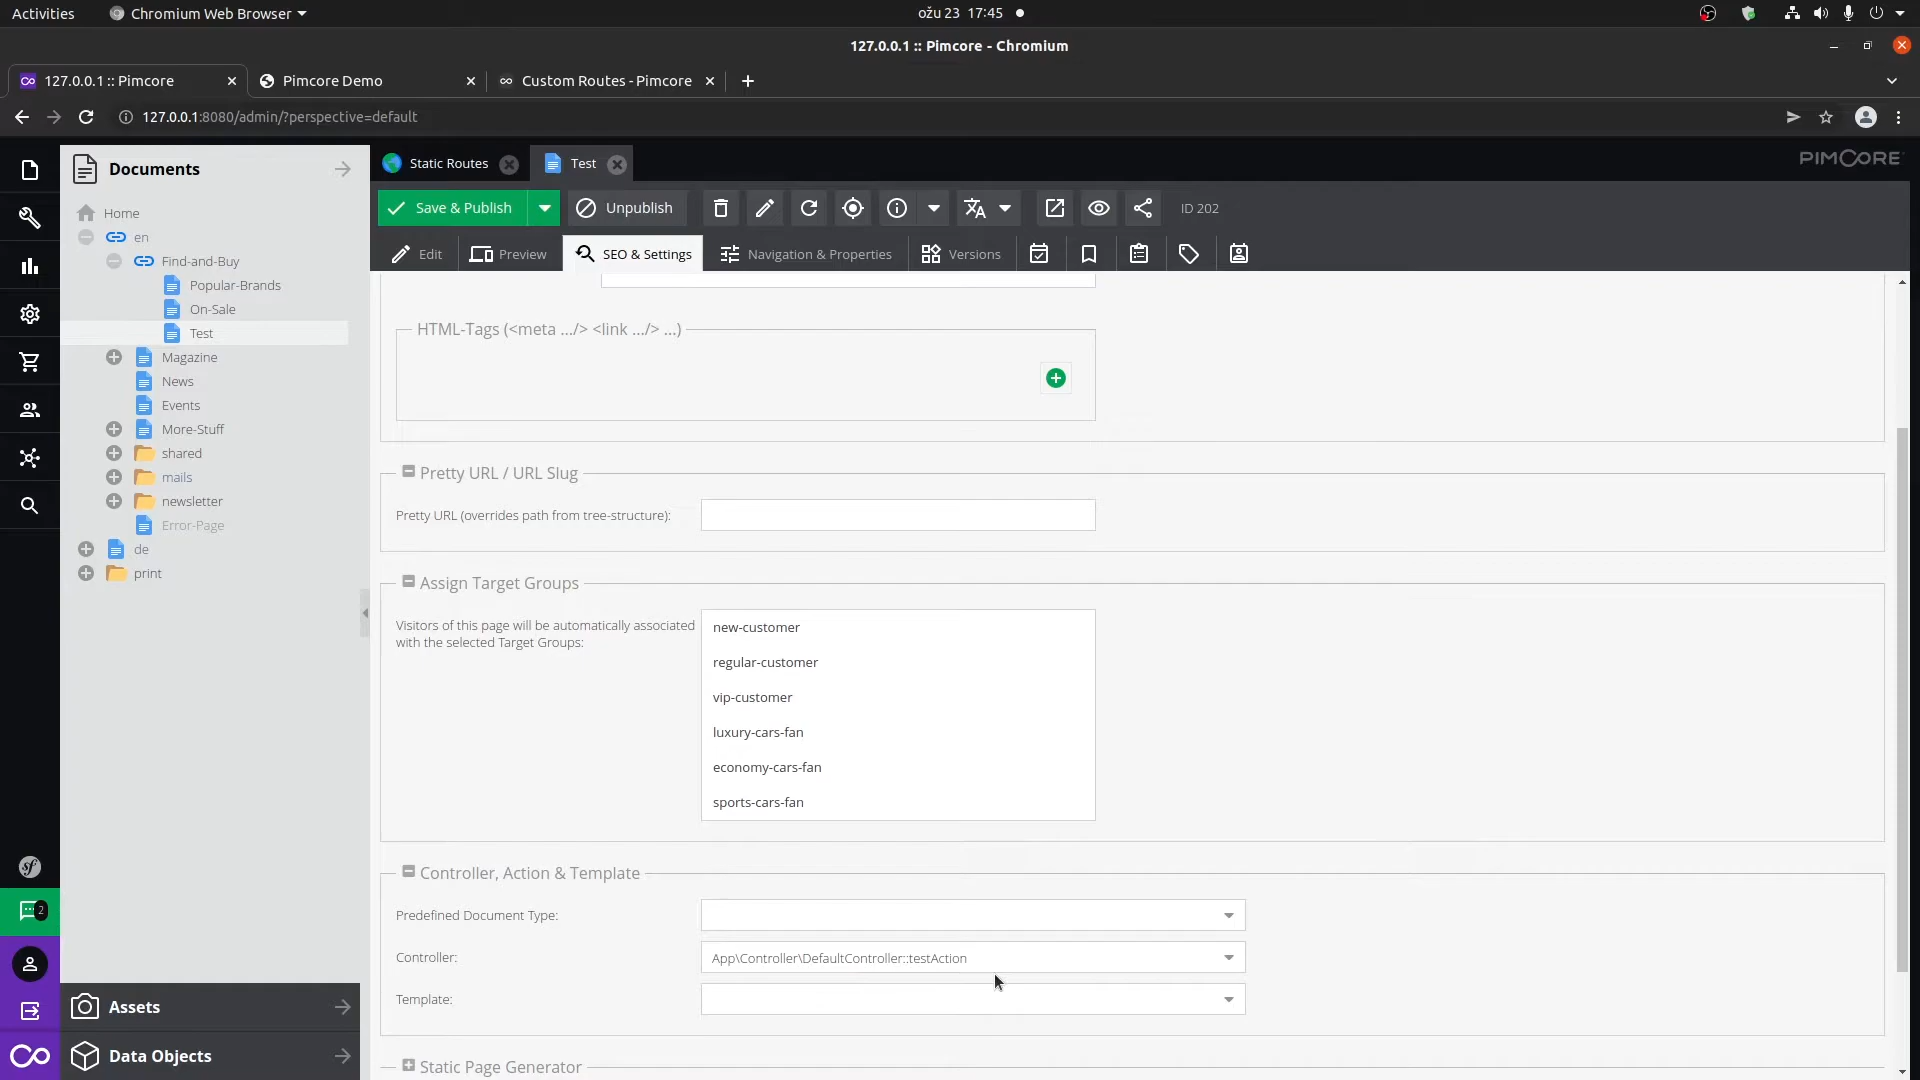 Activities
Chromium Web Browser
ožu 23 17:45
127.0.0.1 :: Pimcore - Chromium
127.0.0.1 :: Pimcore
Pimcore Demo
Custom Routes - Pimcore
127.0.0.1:8080/admin/?perspective=default
Documents
Home
en
Find-and-Buy
Popular-Brands
On-Sale
Test
Magazine
News
Events
More-Stuff
shared
mails
newsletter
Error-Page
de
print
2
Assets
Data Objects
Static Routes
Test
PIMCORE
Save & Publish
Unpublish
ID 202
Edit
Preview
SEO & Settings
Navigation & Properties
Versions
HTML-Tags (<meta .../> <link .../> ...)
Pretty URL / URL Slug
Pretty URL (overrides path from tree-structure):
Assign Target Groups
Visitors of this page will be automatically associated
with the selected Target Groups:
new-customer
regular-customer
vip-customer
luxury-cars-fan
economy-cars-fan
sports-cars-fan
Controller, Action & Template
Predefined Document Type:
Controller:
App\Controller\DefaultController::testAction
Template:
Static Page Generator